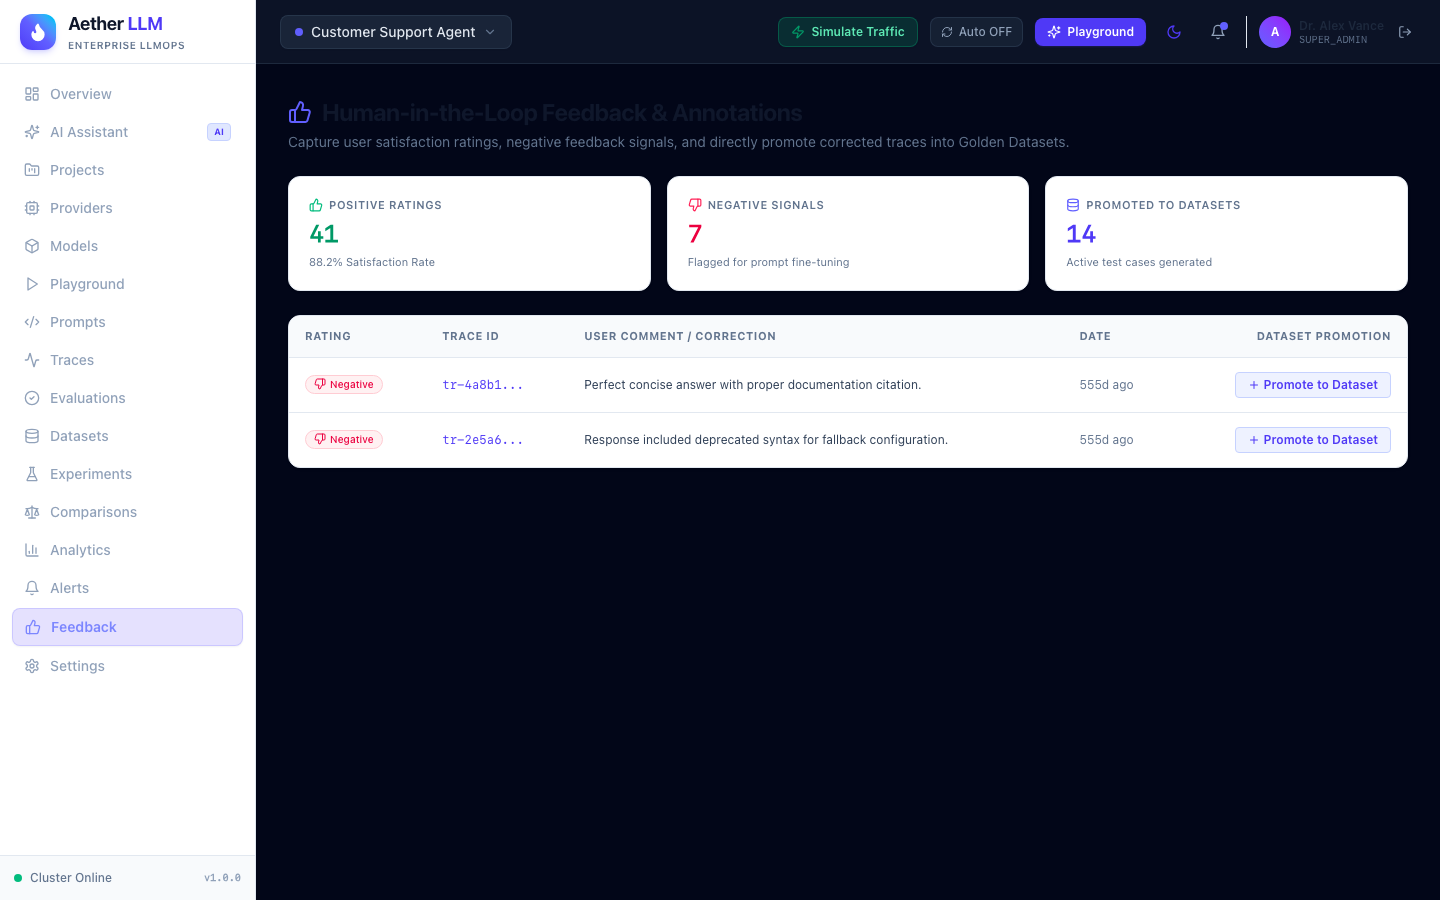 Aether LLM
ENTERPRISE LLMOPS
Customer Support Agent
Simulate Traffic
Auto OFF
Playground
A
Dr. Alex Vance
SUPER_ADMIN
Overview
AI Assistant
AI
Projects
Providers
Models
Playground
Prompts
Traces
Evaluations
Datasets
Experiments
Comparisons
Analytics
Alerts
Feedback
Settings
Cluster Online
v1.0.0
Human-in-the-Loop Feedback & Annotations
Capture user satisfaction ratings, negative feedback signals, and directly promote corrected traces into Golden Datasets.
POSITIVE RATINGS
41
88.2% Satisfaction Rate
NEGATIVE SIGNALS
7
Flagged for prompt fine-tuning
PROMOTED TO DATASETS
14
Active test cases generated
RATING TRACE ID USER COMMENT / CORRECTION DATE DATASET PROMOTION
Negative tr-4a8b1... Perfect concise answer with proper documentation citation. 555d ago + Promote to Dataset
Negative tr-2e5a6... Response included deprecated syntax for fallback configuration. 555d ago + Promote to Dataset